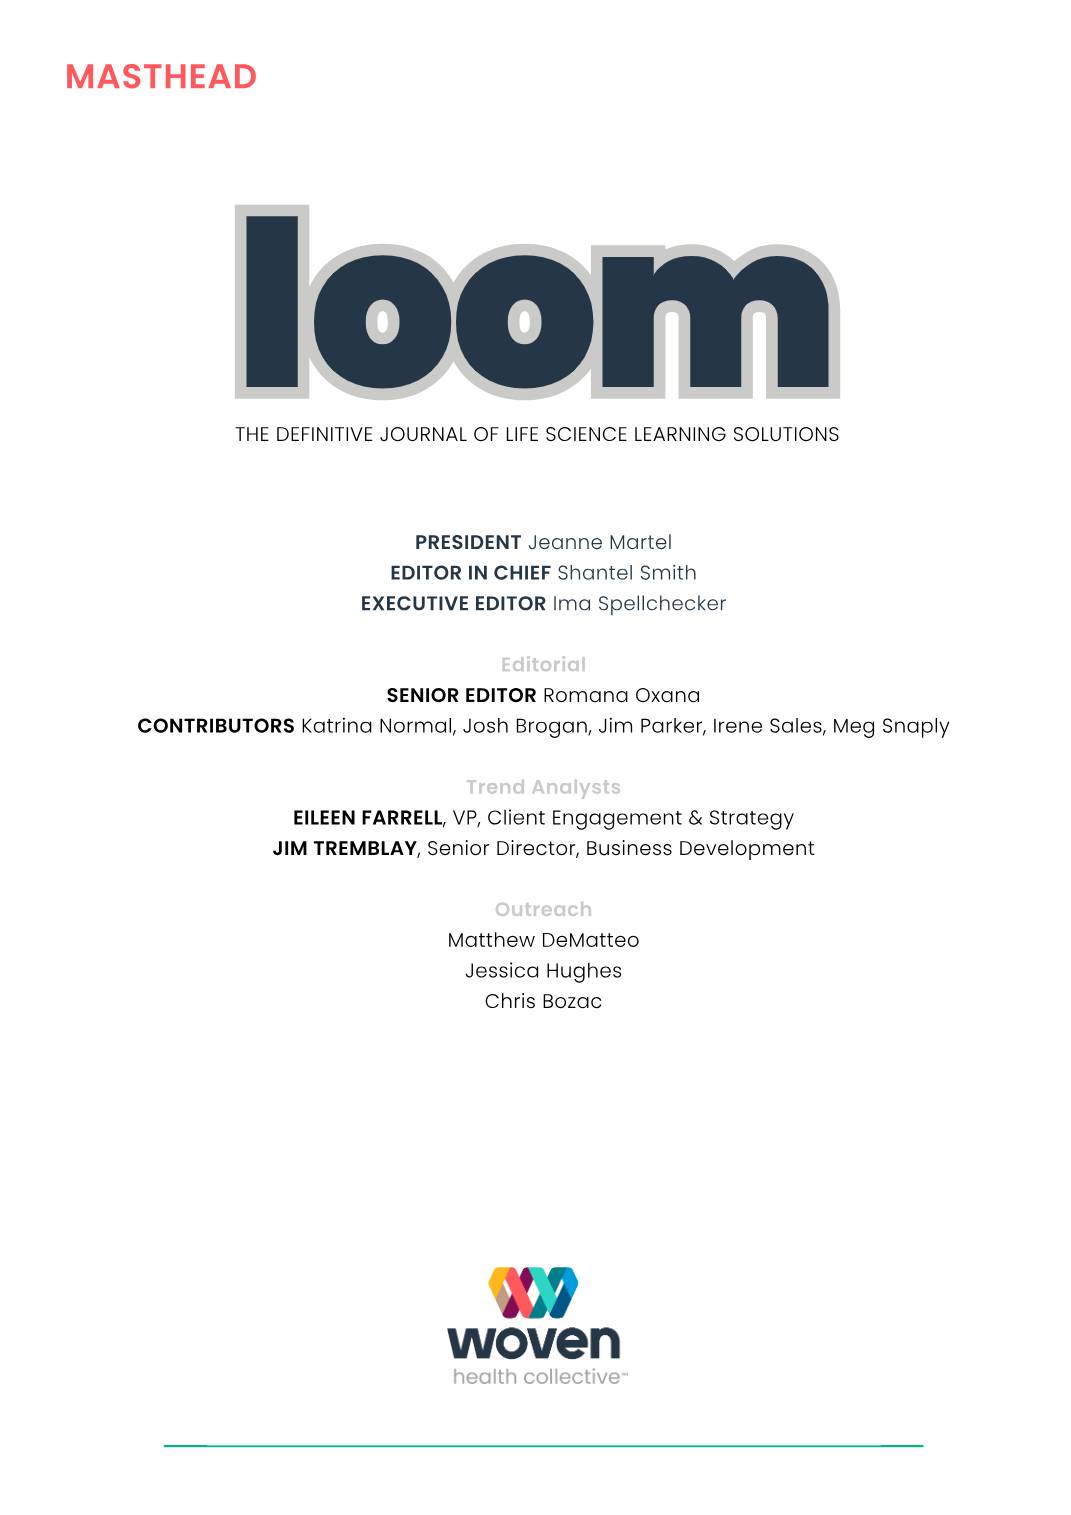 MASTHEAD
loom
THE DEFINITIVE JOURNAL OF LIFE SCIENCE LEARNING SOLUTIONS
PRESIDENT Jeanne Martel
EDITOR IN CHIEF Shantel Smith
EXECUTIVE EDITOR Ima Spellchecker
Editorial
SENIOR EDITOR Romana Oxana
CONTRIBUTORS Katrina Normal, Josh Brogan, Jim Parker, Irene Sales, Meg Snaply
Trend Analysts
EILEEN FARRELL, VP, Client Engagement & Strategy
JIM TREMBLAY, Senior Director, Business Development
Outreach
Matthew DeMatteo
Jessica Hughes
Chris Bozac
woven
health collective™